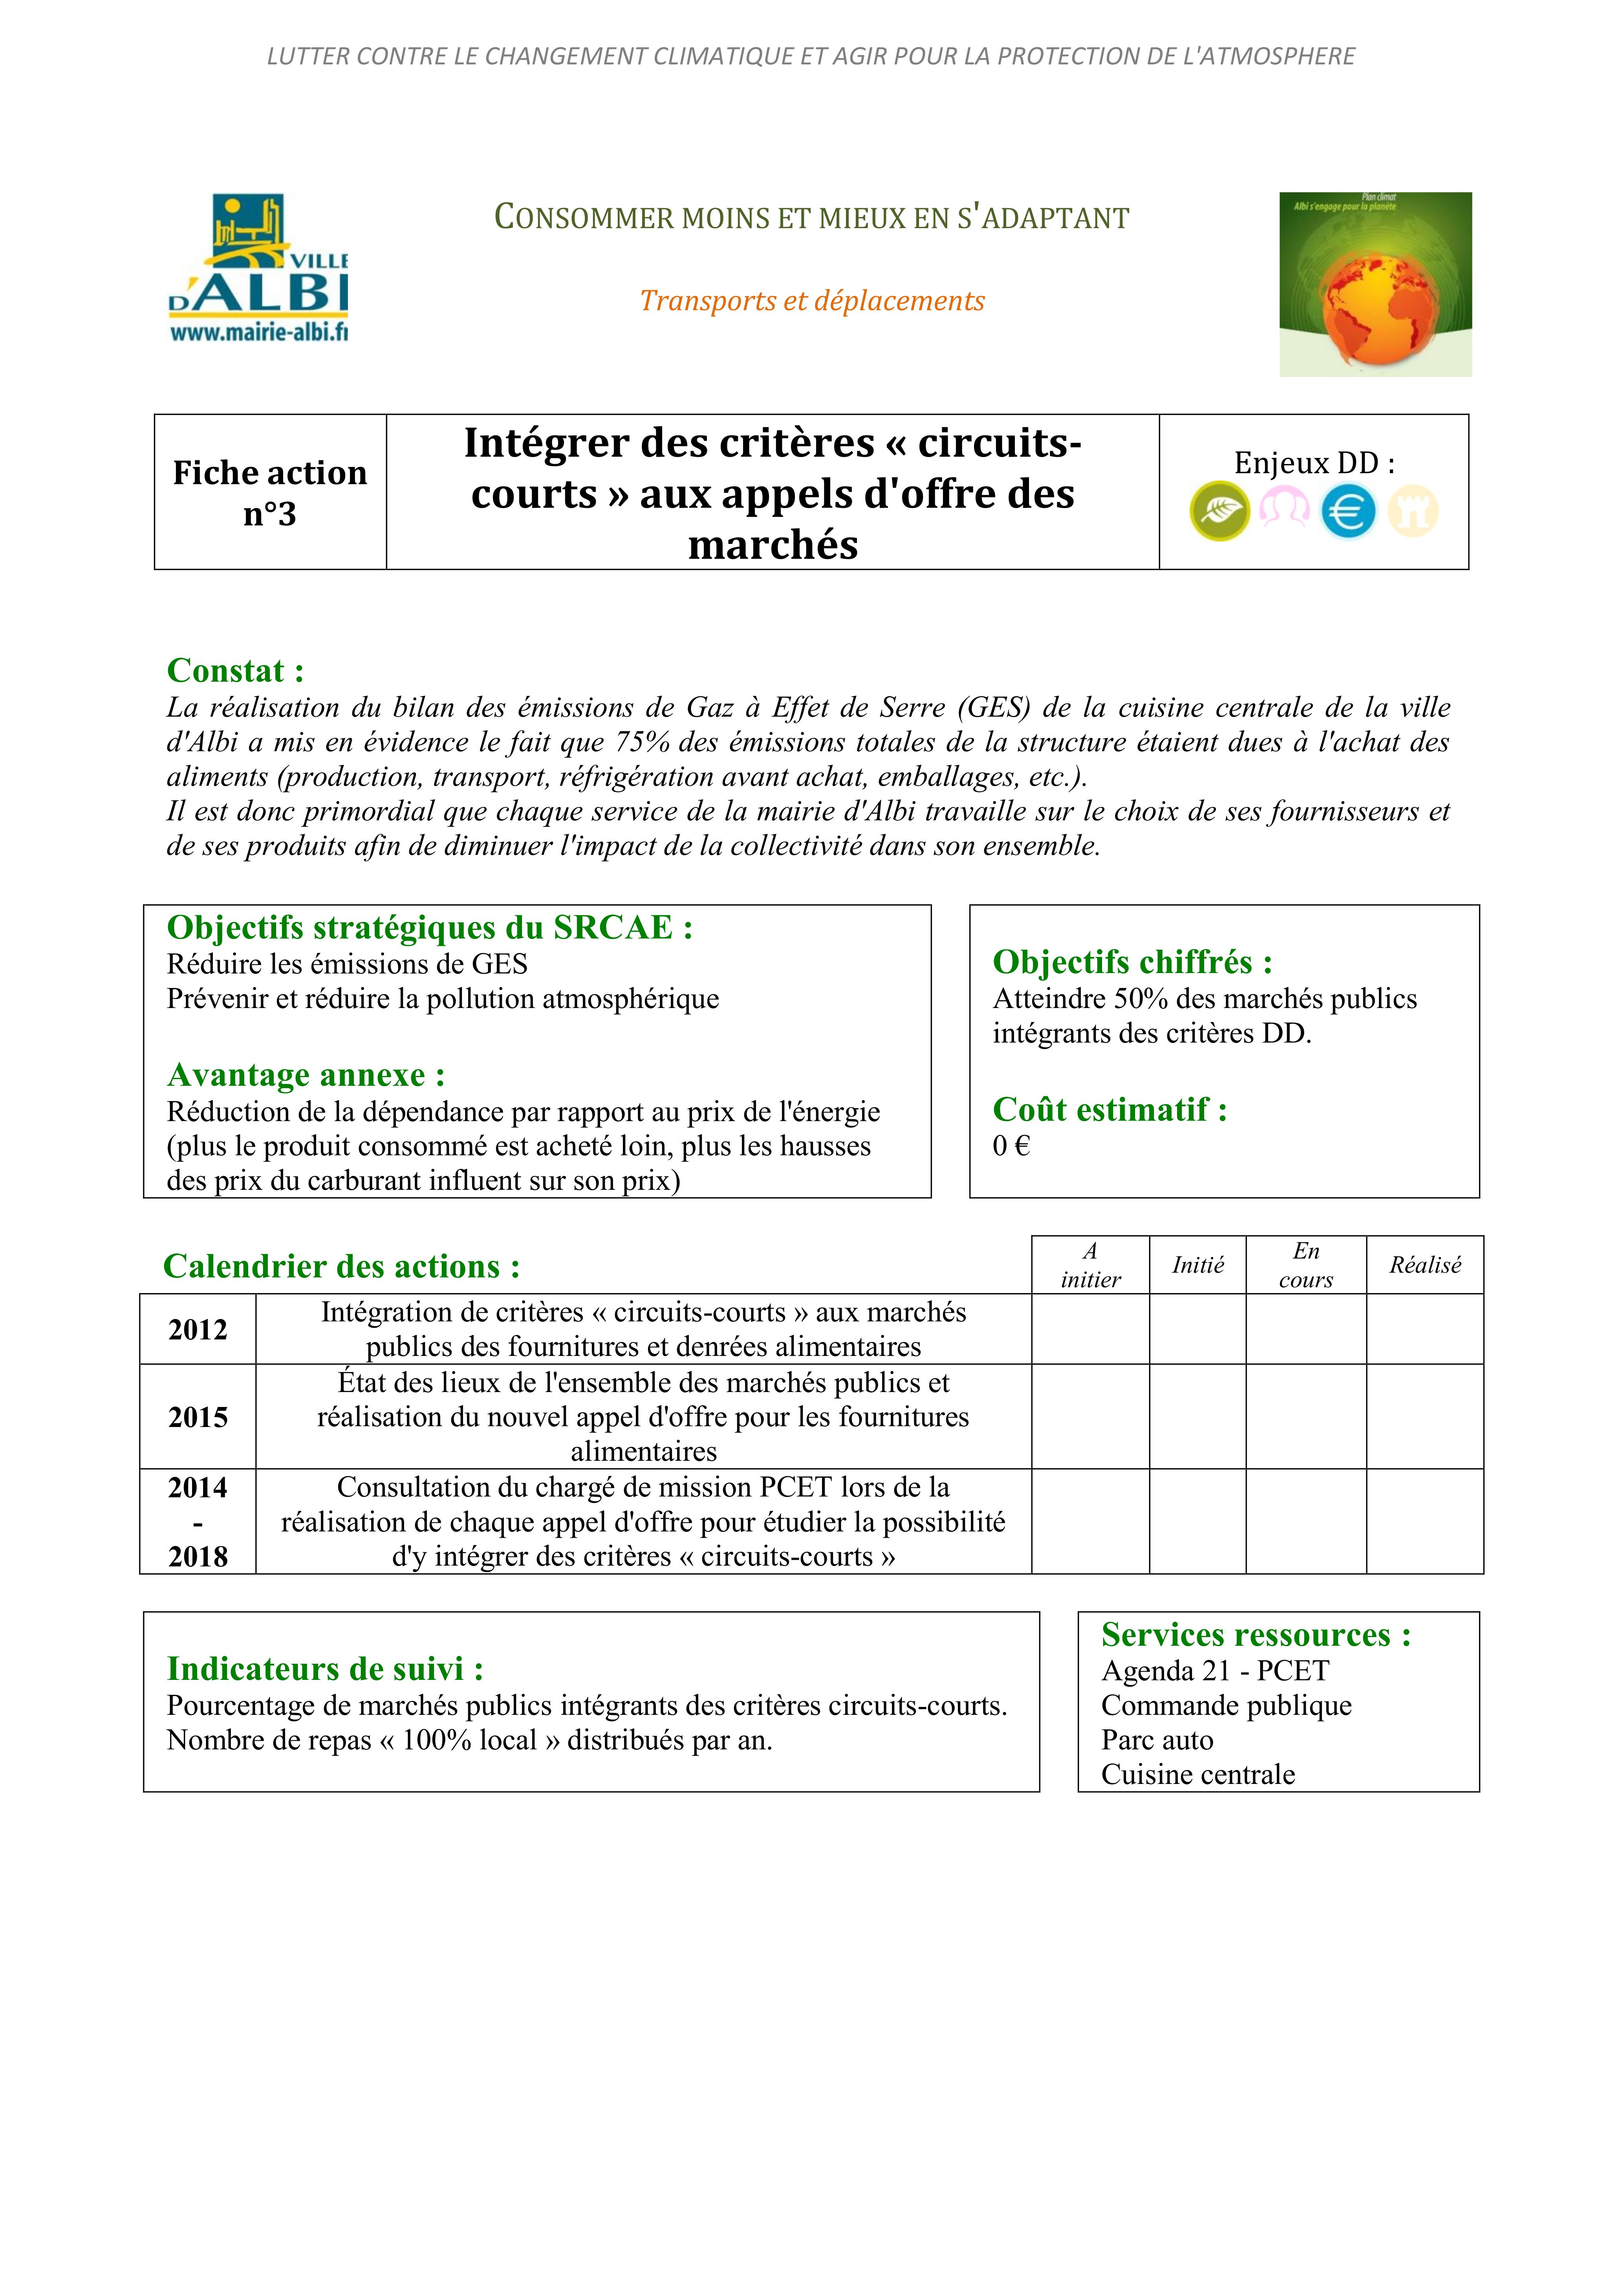 LUTTER CONTRE LE CHANGEMENT CLIMATIQUE ET AGIR POUR LA PROTECTION DE L'ATMOSPHERE
VILLE
D'ALBI
www.mairie-albi.fr
CONSOMMER MOINS ET MIEUX EN S'ADAPTANT
Transports et déplacements
Plan climat
Albi s'engage pour la planète
Fiche action
n°3
Intégrer des critères « circuits-
courts » aux appels d'offre des
marchés
Enjeux DD :
Constat :
La réalisation du bilan des émissions de Gaz à Effet de Serre (GES) de la cuisine centrale de la ville
d'Albi a mis en évidence le fait que 75% des émissions totales de la structure étaient dues à l'achat des
aliments (production, transport, réfrigération avant achat, emballages, etc.).
Il est donc primordial que chaque service de la mairie d'Albi travaille sur le choix de ses fournisseurs et
de ses produits afin de diminuer l'impact de la collectivité dans son ensemble.
Objectifs stratégiques du SRCAE :
Réduire les émissions de GES
Prévenir et réduire la pollution atmosphérique
Avantage annexe :
Réduction de la dépendance par rapport au prix de l'énergie
(plus le produit consommé est acheté loin, plus les hausses
des prix du carburant influent sur son prix)
Objectifs chiffrés :
Atteindre 50% des marchés publics
intégrants des critères DD.
Coût estimatif :
0 €
Calendrier des actions :
A
initier
Initié
En
cours
Réalisé
2012
Intégration de critères « circuits-courts » aux marchés
publics des fournitures et denrées alimentaires
2015
État des lieux de l'ensemble des marchés publics et
réalisation du nouvel appel d'offre pour les fournitures
alimentaires
2014
-
2018
Consultation du chargé de mission PCET lors de la
réalisation de chaque appel d'offre pour étudier la possibilité
d'y intégrer des critères « circuits-courts »
Indicateurs de suivi :
Pourcentage de marchés publics intégrants des critères circuits-courts.
Nombre de repas « 100% local » distribués par an.
Services ressources :
Agenda 21 - PCET
Commande publique
Parc auto
Cuisine centrale